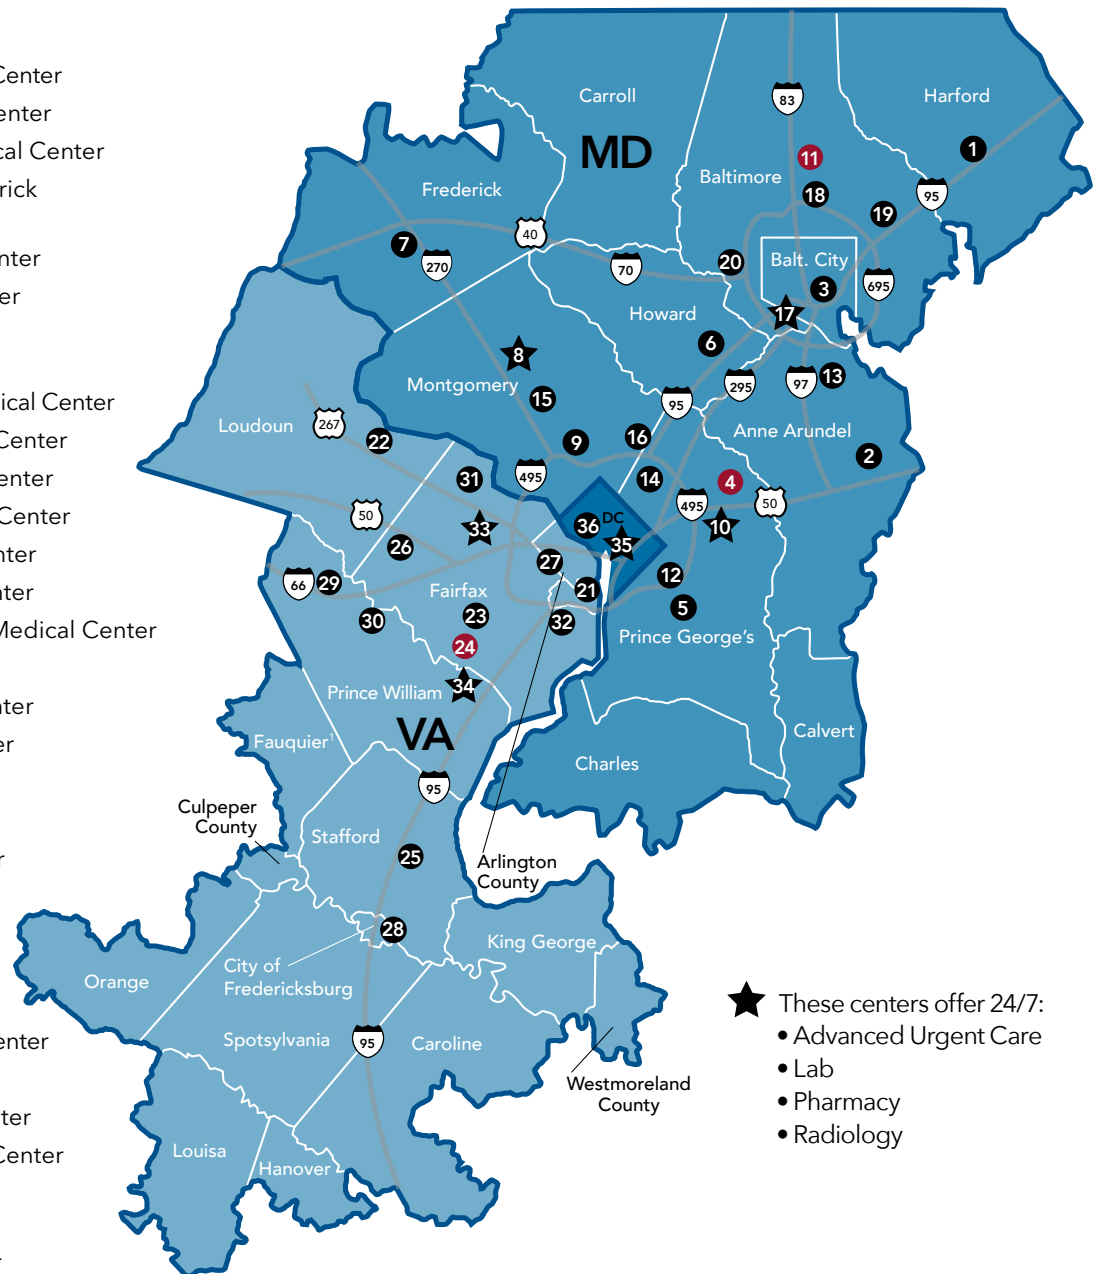 Center
enter
cal Center
rick
nter
er
ical Center
Center
enter
Center
nter
nter
Medical Center
nter
er
r
enter
ter
Center
Carroll
83
Harford
MD
11
1
Baltimore
18
95
Frederick
19
40
7
270
70
20
Balt. City
3
695
17
Howard
8
6
Montgomery
15
295
97
13
95
Loudoun
267
22
9
16
Anne Arundel
2
31
495
14
4
495
50
50
33
36
DC
35
10
26
27
12
66
29
Fairfax
21
5
30
23
32
Prince George's
24
Prince William
34
VA
Fauquier1
Calvert
Charles
95
Culpeper
County
Stafford
25
Arlington
County
28
King George
City of
Fredericksburg
Orange
Spotsylvania
95
Caroline
Westmoreland
County
Louisa
Hanover
These centers offer 24/7:
• Advanced Urgent Care
• Lab
• Pharmacy
• Radiology